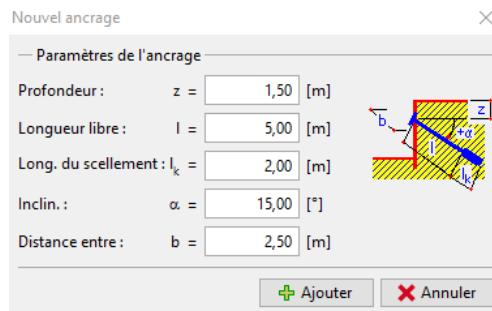 Nouvel ancrage
Paramètres de l'ancrage
Profondeur : z = 1,50 [m]
Longueur libre : l = 5,00 [m]
Long. du scellement : lk = 2,00 [m]
Inclin. : α = 15,00 [°]
Distance entre : b = 2,50 [m]
b z +α l lk
Ajouter Annuler